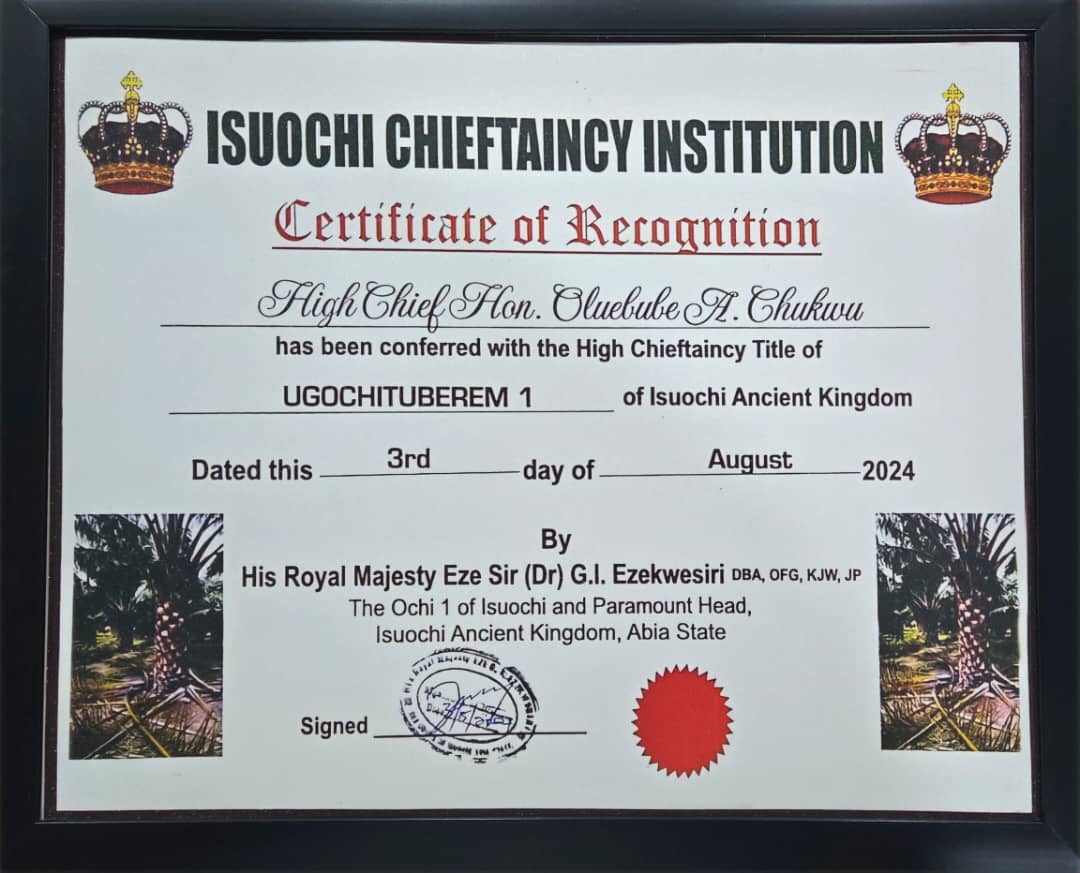 ISUOCHI CHIEFTAINCY INSTITUTION
Certificate of Recognition
High Chief Hon. Oluebube A. Chukwu
has been conferred with the High Chieftaincy Title of
UGOCHITUBEREM 1 of Isuochi Ancient Kingdom
Dated this 3rd day of August 2024
By
His Royal Majesty Eze Sir (Dr) G.I. Ezekwesiri DBA, OFG, KJW, JP
The Ochi 1 of Isuochi and Paramount Head,
Isuochi Ancient Kingdom, Abia State
Signed